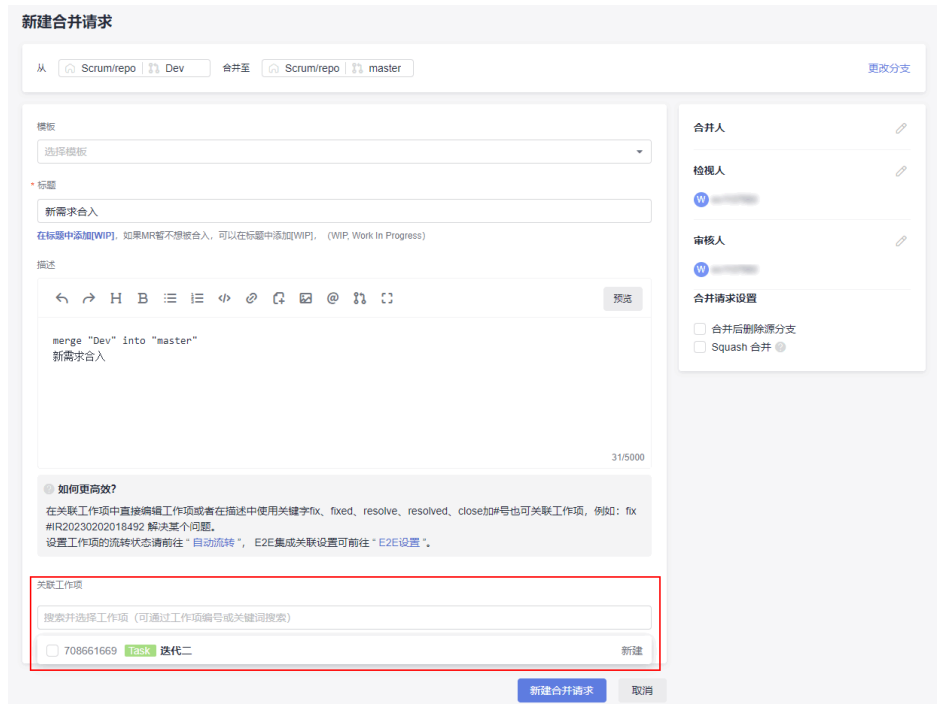 新建合并请求
从 Scrum/repo Dev 合并至 Scrum/repo master 更改分支
模板
选择模板
* 标题
新需求合入
在标题中添加[WIP]，如果MR暂不想被合入，可以在标题中添加[WIP]，（WIP, Work In Progress）
描述
预览
merge "Dev" into "master"
新需求合入
31/5000
如何更高效?
在关联工作项中直接编辑工作项或者在描述中使用关键字fix、fixed、resolve、resolved、close加#号也可关联工作项，例如：fix
#IR20230202018492 解决某个问题。
设置工作项的流转状态请前往 “ 自动流转 ”， E2E集成关联设置可前往 “ E2E设置 ”。
关联工作项
搜索并选择工作项（可通过工作项编号或关键词搜索）
708661669 Task 迭代二 新建
新建合并请求 取消
合并人
检视人
W
审核人
W
合并请求设置
合并后删除源分支
Squash 合并